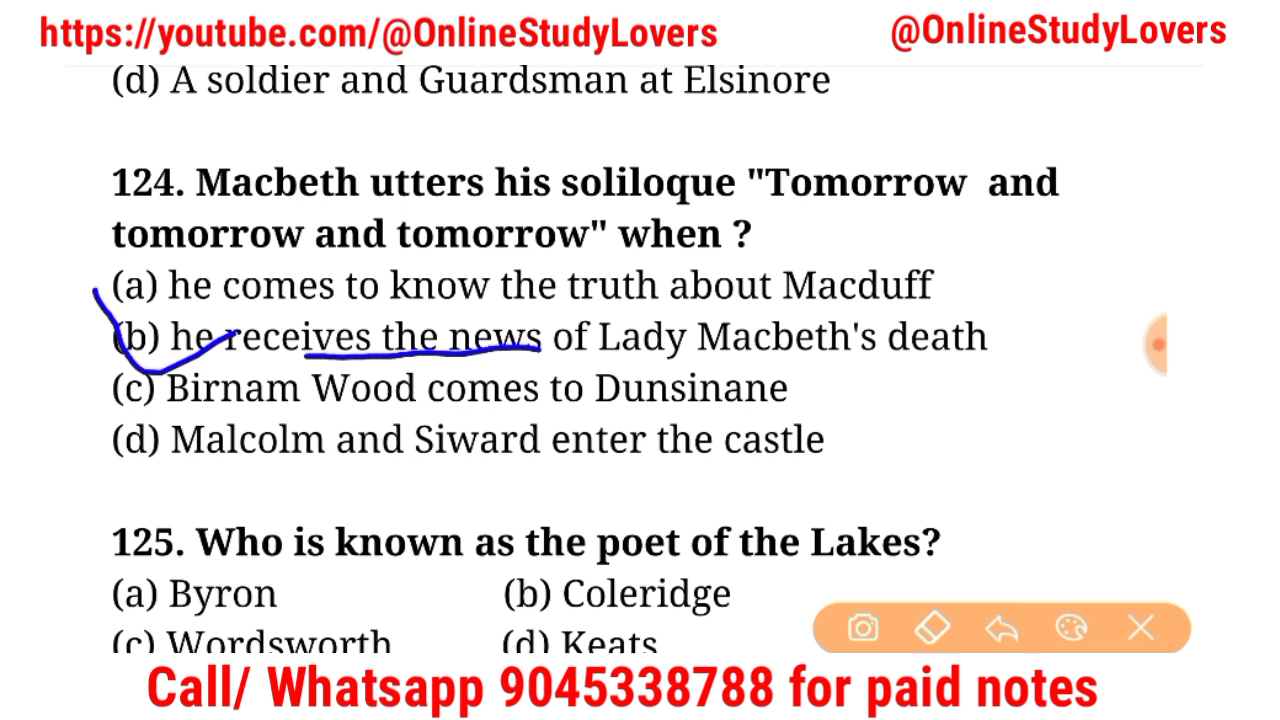 https://youtube.com/@OnlineStudyLovers @OnlineStudyLovers
(d) A soldier and Guardsman at Elsinore
124. Macbeth utters his soliloque "Tomorrow and
tomorrow and tomorrow" when ?
(a) he comes to know the truth about Macduff
(b) he receives the news of Lady Macbeth's death
(c) Birnam Wood comes to Dunsinane
(d) Malcolm and Siward enter the castle
125. Who is known as the poet of the Lakes?
(a) Byron (b) Coleridge
(c) Wordsworth (d) Keats
Call/ Whatsapp 9045338788 for paid notes